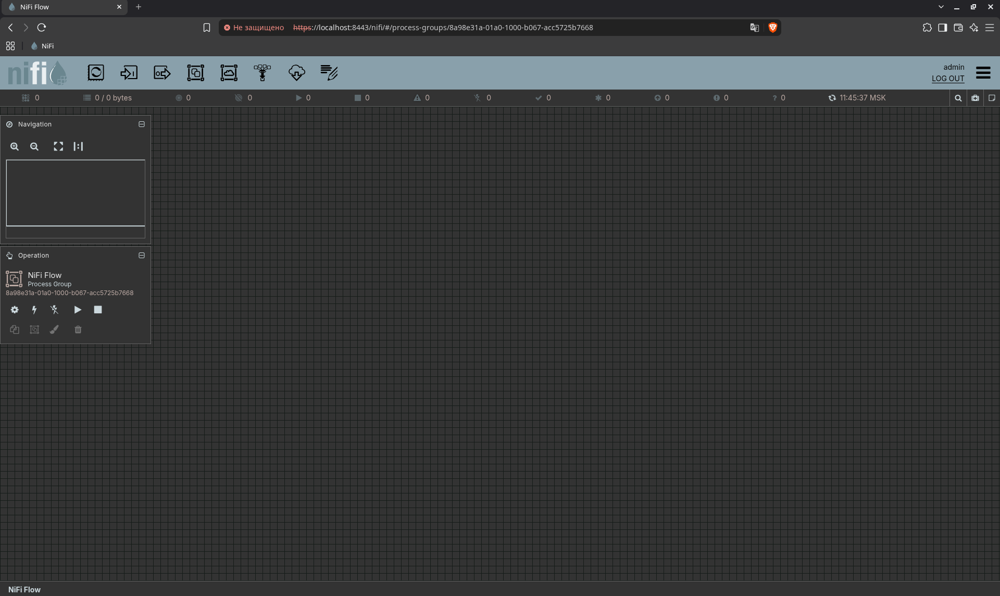 NiFi Flow
Не защищено https://localhost:8443/nifi/#/process-groups/8a98e31a-01a0-1000-b067-acc5725b7668
NiFi
nifi
admin
LOG OUT
0 0 / 0 bytes 0 0 0 0 0 0 0 0 0 0 ? 0 11:45:37 MSK
Navigation
Operation
NiFi Flow
Process Group
8a98e31a-01a0-1000-b067-acc5725b7668
NiFi Flow